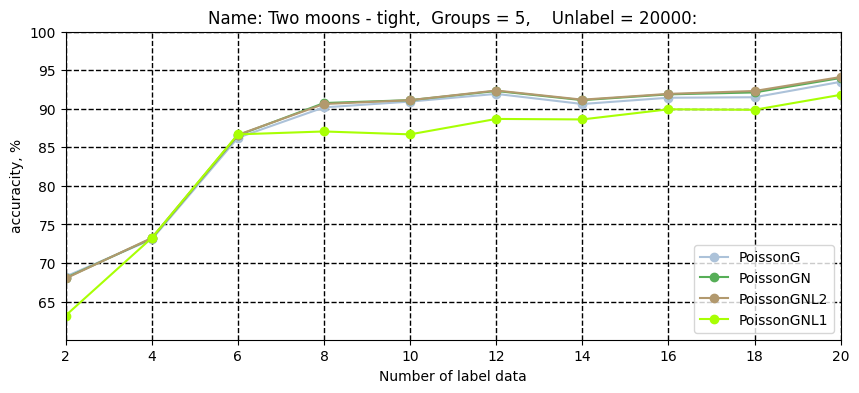 Name: Two moons - tight,  Groups = 5,    Unlabel = 20000:
accuracity, %
100
95
90
85
80
75
70
65
2 4 6 8 10 12 14 16 18 20
Number of label data
PoissonG
PoissonGN
PoissonGNL2
PoissonGNL1